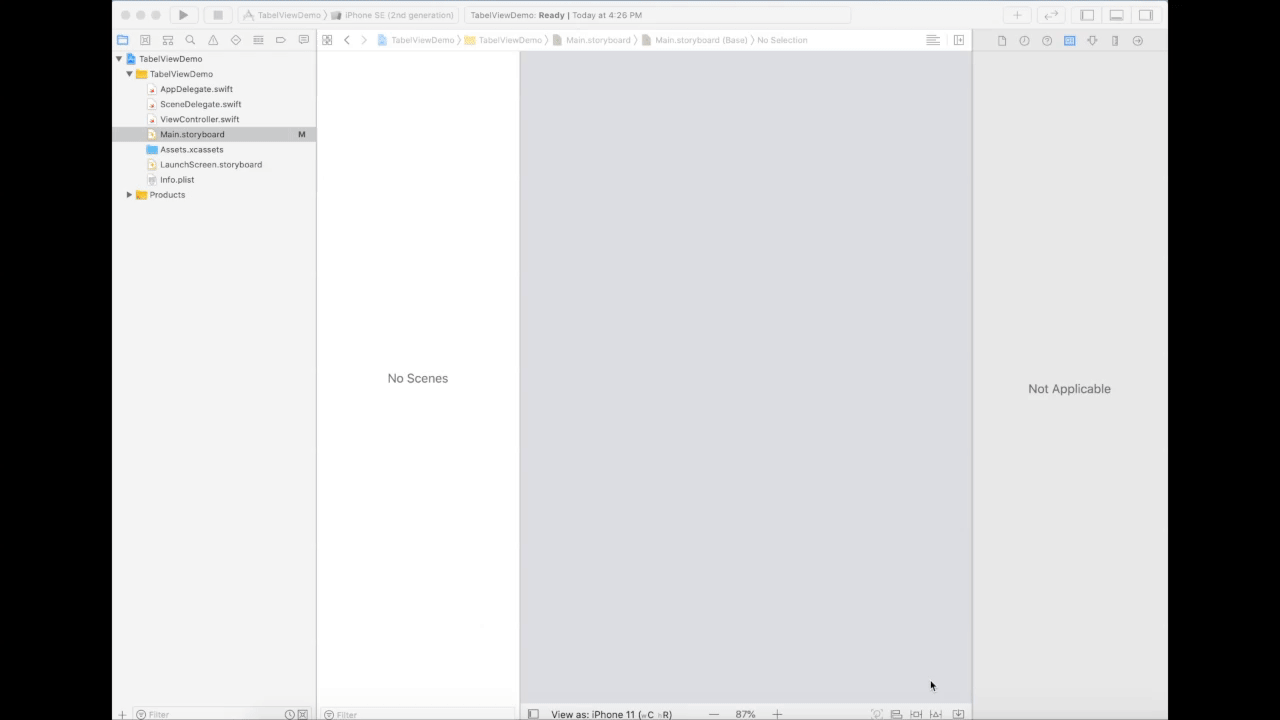 TabelViewDemo 〉 iPhone SE (2nd generation)
TabelViewDemo: Ready | Today at 4:26 PM
TabelViewDemo 〉 TabelViewDemo 〉 Main.storyboard 〉 Main.storyboard (Base) 〉 No Selection
TabelViewDemo
TabelViewDemo
AppDelegate.swift
SceneDelegate.swift
ViewController.swift
Main.storyboard M
Assets.xcassets
LaunchScreen.storyboard
Info.plist
Products
No Scenes
Not Applicable
Filter
Filter
View as: iPhone 11 (wC hR)
87%